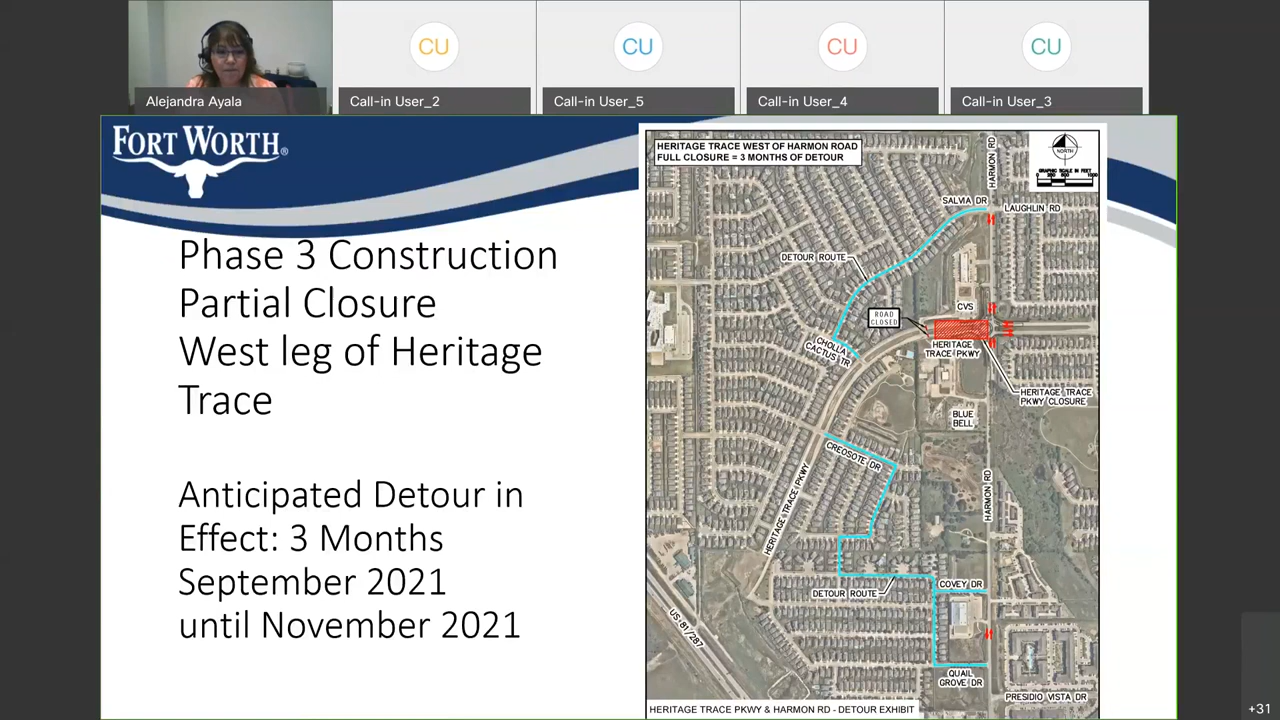 CU
CU
CU
CU
Alejandra Ayala
Call-in User_2
Call-in User_5
Call-in User_4
Call-in User_3
FORT WORTH®
Phase 3 Construction
Partial Closure
West leg of Heritage
Trace
Anticipated Detour in
Effect: 3 Months
September 2021
until November 2021
HERITAGE TRACE WEST OF HARMON ROAD
FULL CLOSURE = 3 MONTHS OF DETOUR
HARMON RD
NORTH
GRAPHIC SCALE IN FEET
SALVIA DR
LAUGHLIN RD
DETOUR ROUTE
CVS
ROAD
CLOSED
CHOLLA
CACTUS TR
HERITAGE
TRACE PKWY
HERITAGE TRACE
PKWY CLOSURE
BLUE
BELL
CREOSOTE DR
HERITAGE TRACE PKWY
HARMON RD
COVEY DR
DETOUR ROUTE
US 81/287
QUAIL
GROVE DR
PRESIDIO VISTA DR
HERITAGE TRACE PKWY & HARMON RD - DETOUR EXHIBIT
+31